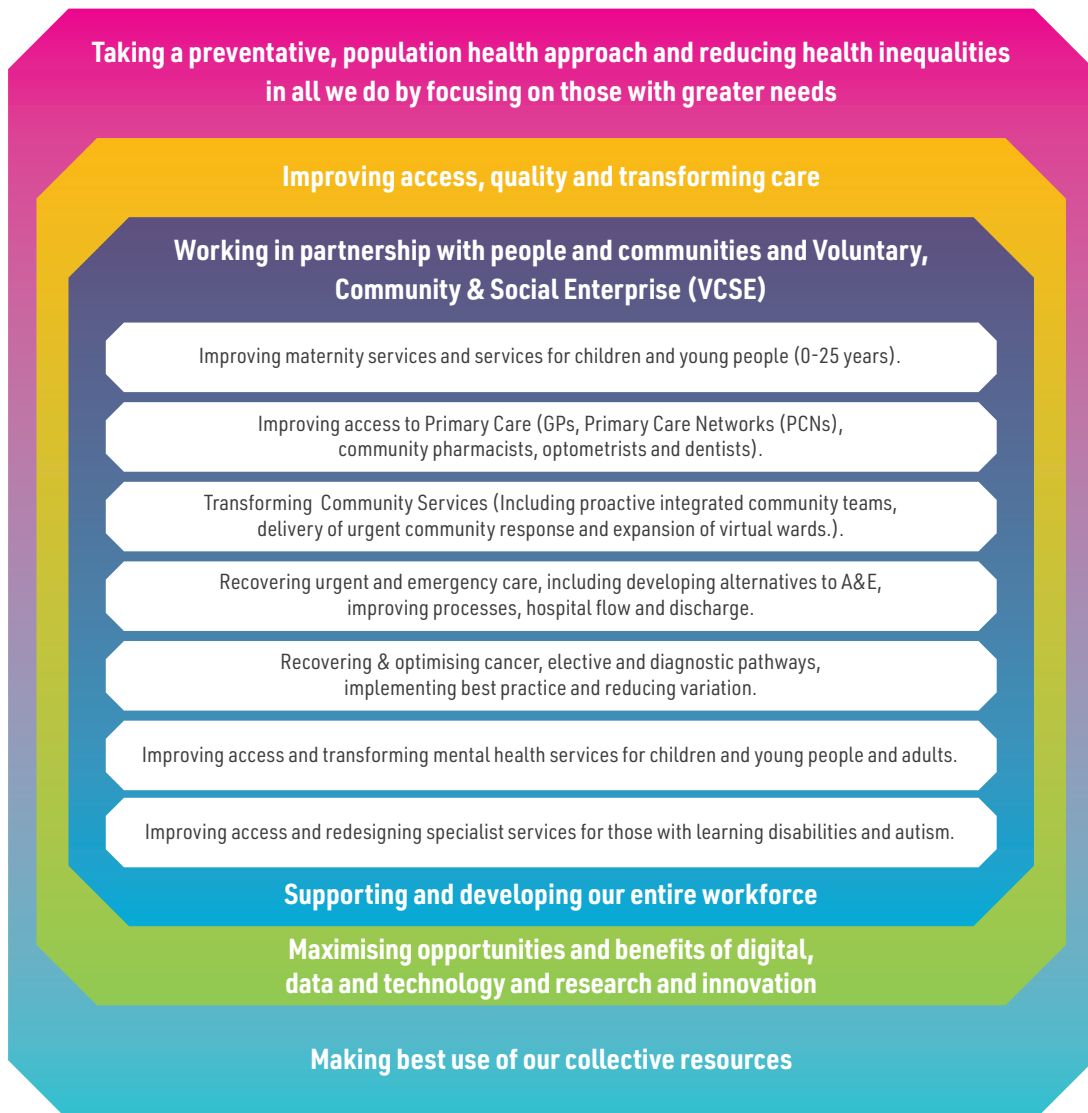 Taking a preventative, population health approach and reducing health inequalities
in all we do by focusing on those with greater needs
Improving access, quality and transforming care
Working in partnership with people and communities and Voluntary,
Community & Social Enterprise (VCSE)
Improving maternity services and services for children and young people (0-25 years).
Improving access to Primary Care (GPs, Primary Care Networks (PCNs),
community pharmacists, optometrists and dentists).
Transforming Community Services (Including proactive integrated community teams,
delivery of urgent community response and expansion of virtual wards.).
Recovering urgent and emergency care, including developing alternatives to A&E,
improving processes, hospital flow and discharge.
Recovering & optimising cancer, elective and diagnostic pathways,
implementing best practice and reducing variation.
Improving access and transforming mental health services for children and young people and adults.
Improving access and redesigning specialist services for those with learning disabilities and autism.
Supporting and developing our entire workforce
Maximising opportunities and benefits of digital,
data and technology and research and innovation
Making best use of our collective resources